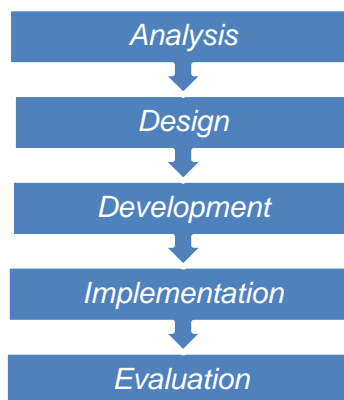 Analysis
Design
Development
Implementation
Evaluation